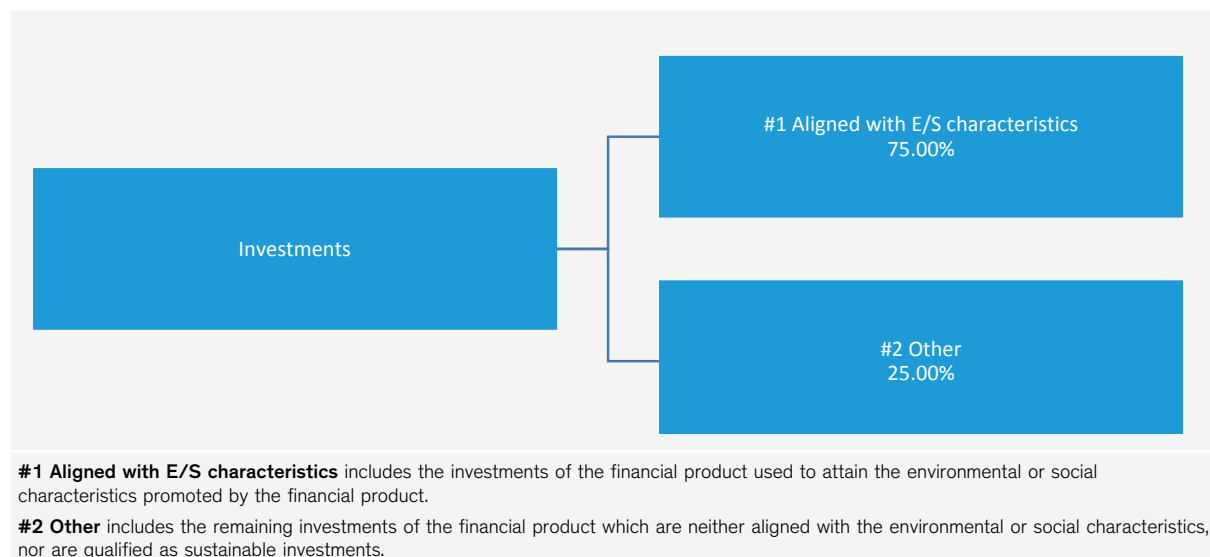 #1 Aligned with E/S characteristics
75.00%
Investments
#2 Other
25.00%
#1 Aligned with E/S characteristics includes the investments of the financial product used to attain the environmental or social
characteristics promoted by the financial product.
#2 Other includes the remaining investments of the financial product which are neither aligned with the environmental or social characteristics,
nor are qualified as sustainable investments.